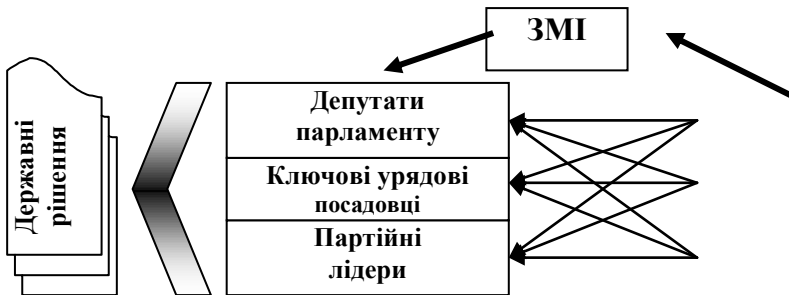 ЗМІ
Державні
рішення
Депутати
парламенту
Ключові урядові
посадовці
Партійні
лідери